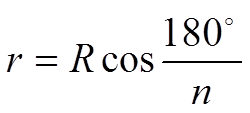 r = R cos 180° / n